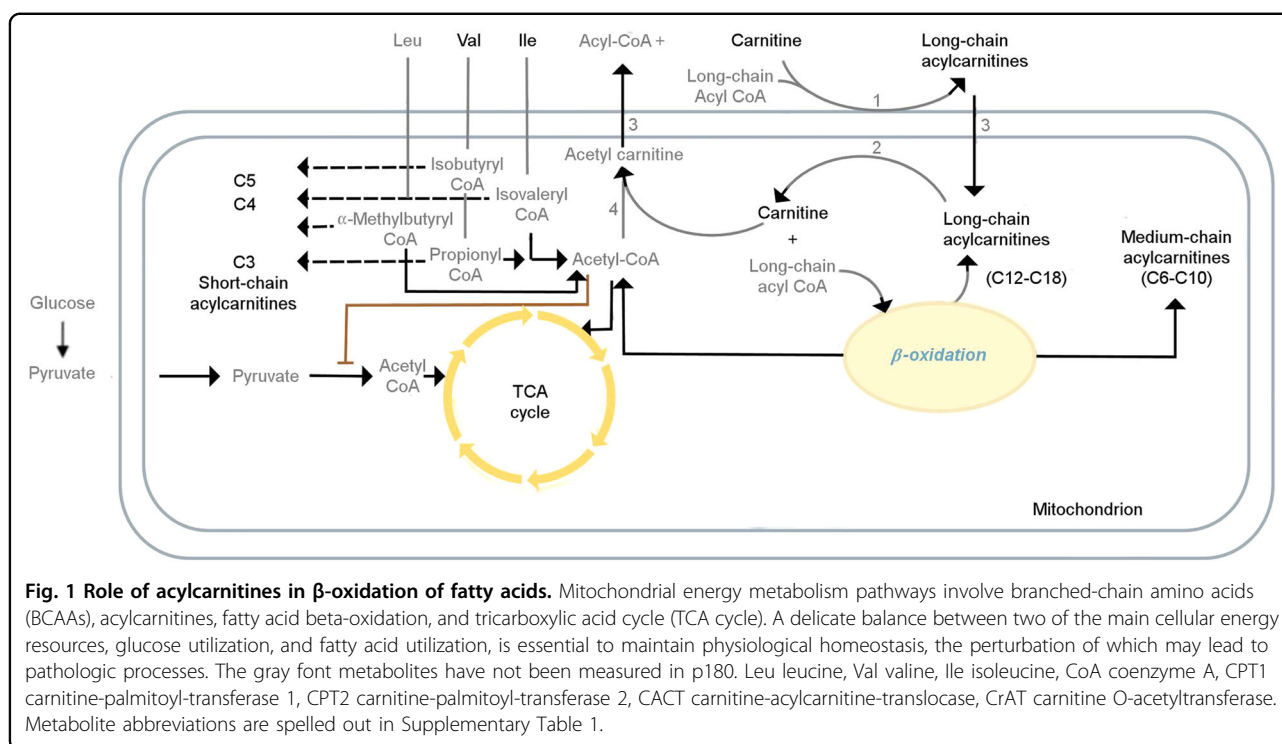 Leu
Val
Ile
Acyl-CoA +
Carnitine
Long-chain
acylcarnitines
Long-chain
Acyl CoA
1
3
3
Acetyl carnitine
2
Isobutyryl
CoA
C5
C4
Isovaleryl
CoA
4
α-Methylbutyryl
CoA
Carnitine
+
Long-chain
acylcarnitines
(C12-C18)
Medium-chain
acylcarnitines
(C6-C10)
C3
Short-chain
acylcarnitines
Propionyl
CoA
Acetyl-CoA
Long-chain
acyl CoA
Glucose
Pyruvate
Pyruvate
Acetyl
CoA
TCA
cycle
β-oxidation
Mitochondrion
Fig. 1 Role of acylcarnitines in β-oxidation of fatty acids. Mitochondrial energy metabolism pathways involve branched-chain amino acids
(BCAAs), acylcarnitines, fatty acid beta-oxidation, and tricarboxylic acid cycle (TCA cycle). A delicate balance between two of the main cellular energy
resources, glucose utilization, and fatty acid utilization, is essential to maintain physiological homeostasis, the perturbation of which may lead to
pathologic processes. The gray font metabolites have not been measured in p180. Leu leucine, Val valine, Ile isoleucine, CoA coenzyme A, CPT1
carnitine-palmitoyl-transferase 1, CPT2 carnitine-palmitoyl-transferase 2, CACT carnitine-acylcarnitine-translocase, CrAT carnitine O-acetyltransferase.
Metabolite abbreviations are spelled out in Supplementary Table 1.